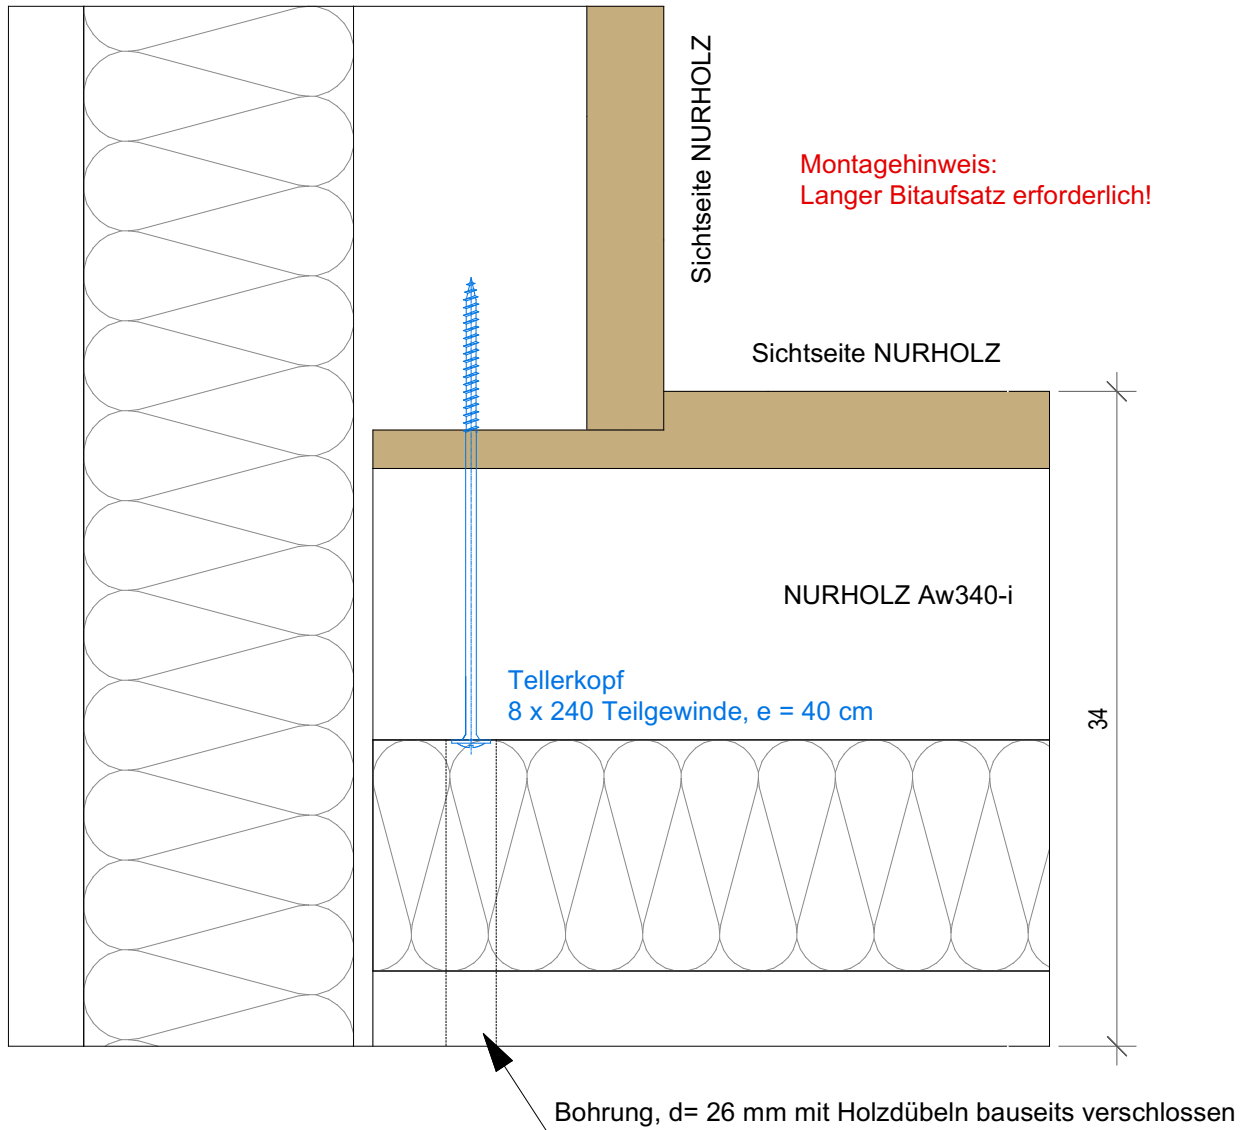 Sichtseite NURHOLZ
Montagehinweis:
Langer Bitaufsatz erforderlich!
Sichtseite NURHOLZ
NURHOLZ Aw340-i
Tellerkopf
8 x 240 Teilgewinde, e = 40 cm
34
Bohrung, d= 26 mm mit Holzdübeln bauseits verschlossen